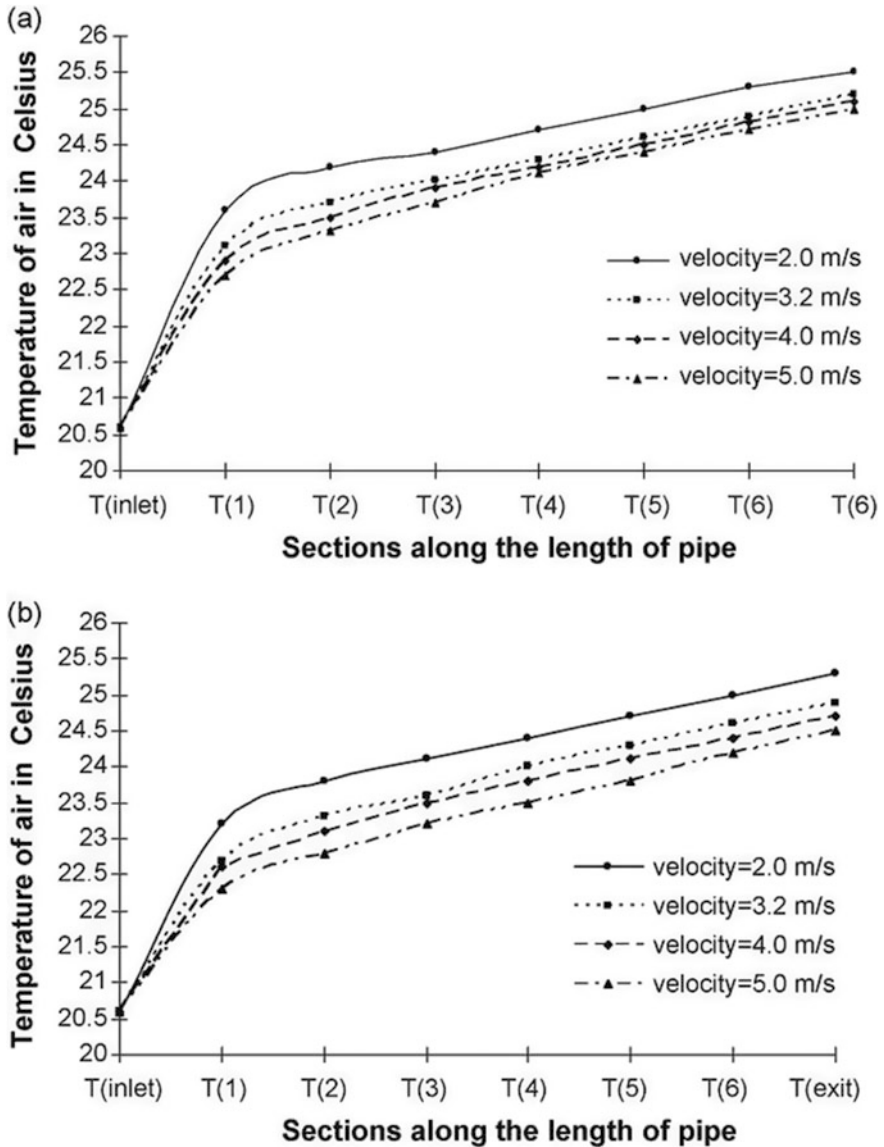 (a)
Temperature of air in Celsius
26
25.5
25
24.5
24
23.5
23
22.5
22
21.5
21
20.5
20
velocity=2.0 m/s
velocity=3.2 m/s
velocity=4.0 m/s
velocity=5.0 m/s
T(inlet) T(1) T(2) T(3) T(4) T(5) T(6) T(6)
Sections along the length of pipe
(b)
Temperature of air in Celsius
26
25.5
25
24.5
24
23.5
23
22.5
22
21.5
21
20.5
20
velocity=2.0 m/s
velocity=3.2 m/s
velocity=4.0 m/s
velocity=5.0 m/s
T(inlet) T(1) T(2) T(3) T(4) T(5) T(6) T(exit)
Sections along the length of pipe